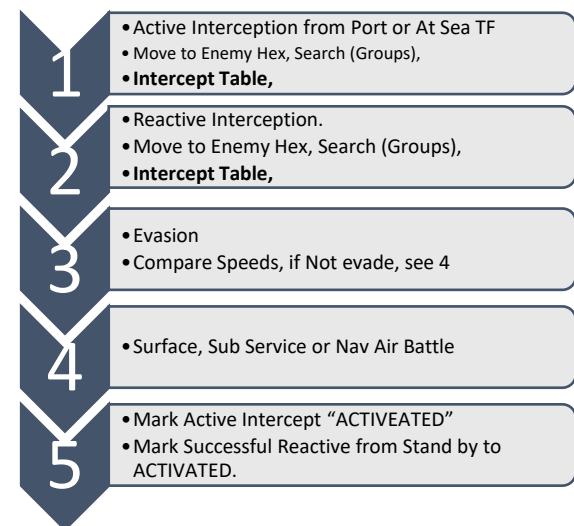 1
•Active Interception from Port or At Sea TF
•Move to Enemy Hex, Search (Groups),
•Intercept Table,
2
•Reactive Interception.
•Move to Enemy Hex, Search (Groups),
•Intercept Table,
3
•Evasion
•Compare Speeds, if Not evade, see 4
4
•Surface, Sub Service or Nav Air Battle
5
•Mark Active Intercept “ACTIVEATED”
•Mark Successful Reactive from Stand by to
ACTIVATED.